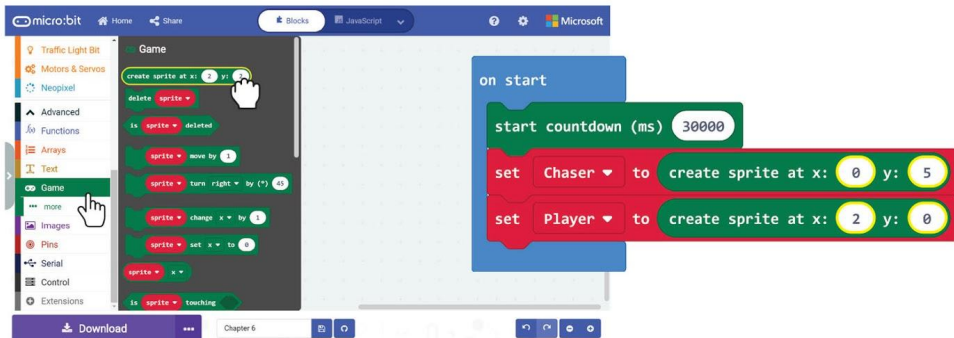 micro:bit Home Share Blocks JavaScript Microsoft
Traffic Light Bit
Motors & Servos
Neopixel
Advanced
Functions
Arrays
Text
Game
more
Images
Pins
Serial
Control
Extensions
Game
create sprite at x: 2 y:
delete sprite
is sprite deleted
sprite move by 1
sprite turn right by (°) 45
sprite change x by 1
sprite set x to 0
sprite x
is sprite touching
on start
start countdown (ms) 30000
set Chaser to create sprite at x: 0 y: 5
set Player to create sprite at x: 2 y: 0
Download Chapter 6